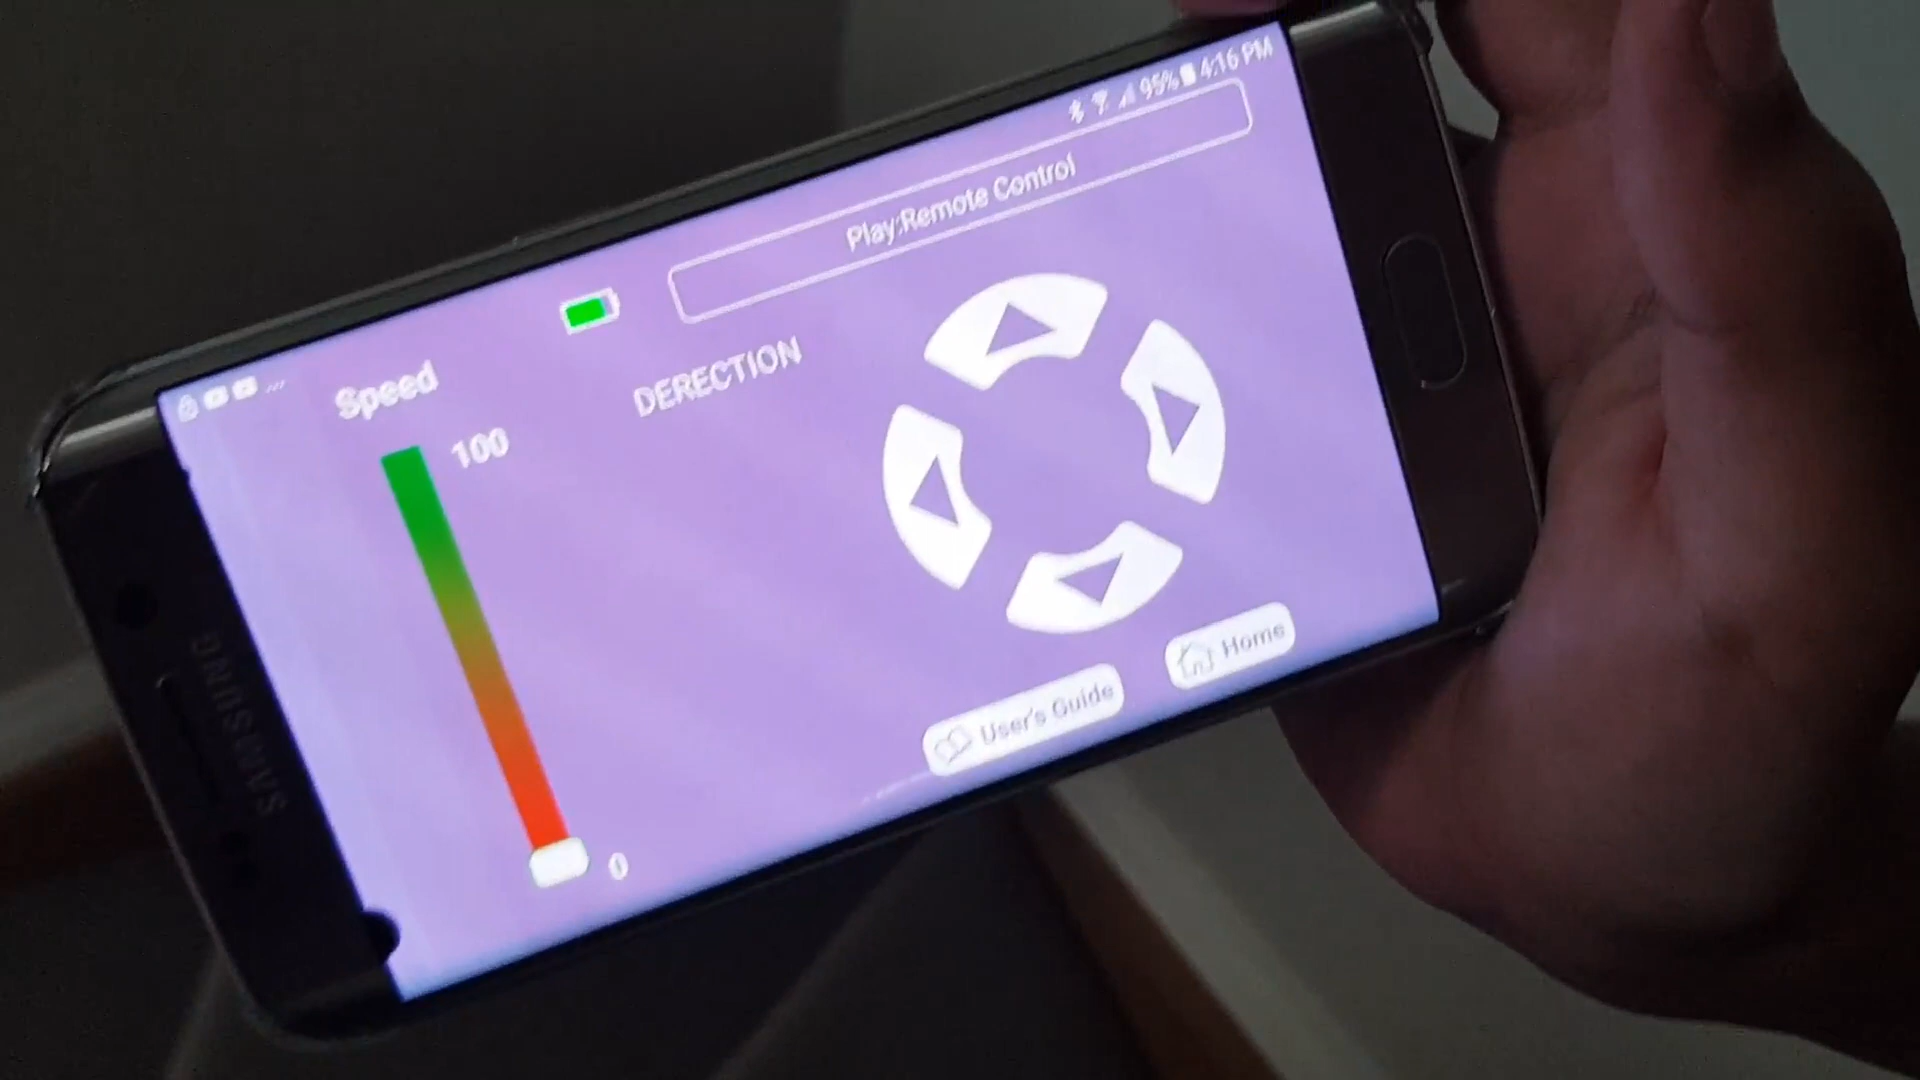 95% 4:16 PM
Play:Remote Control
Speed
DERECTION
100
0
User's Guide
Home
SAMSUNG